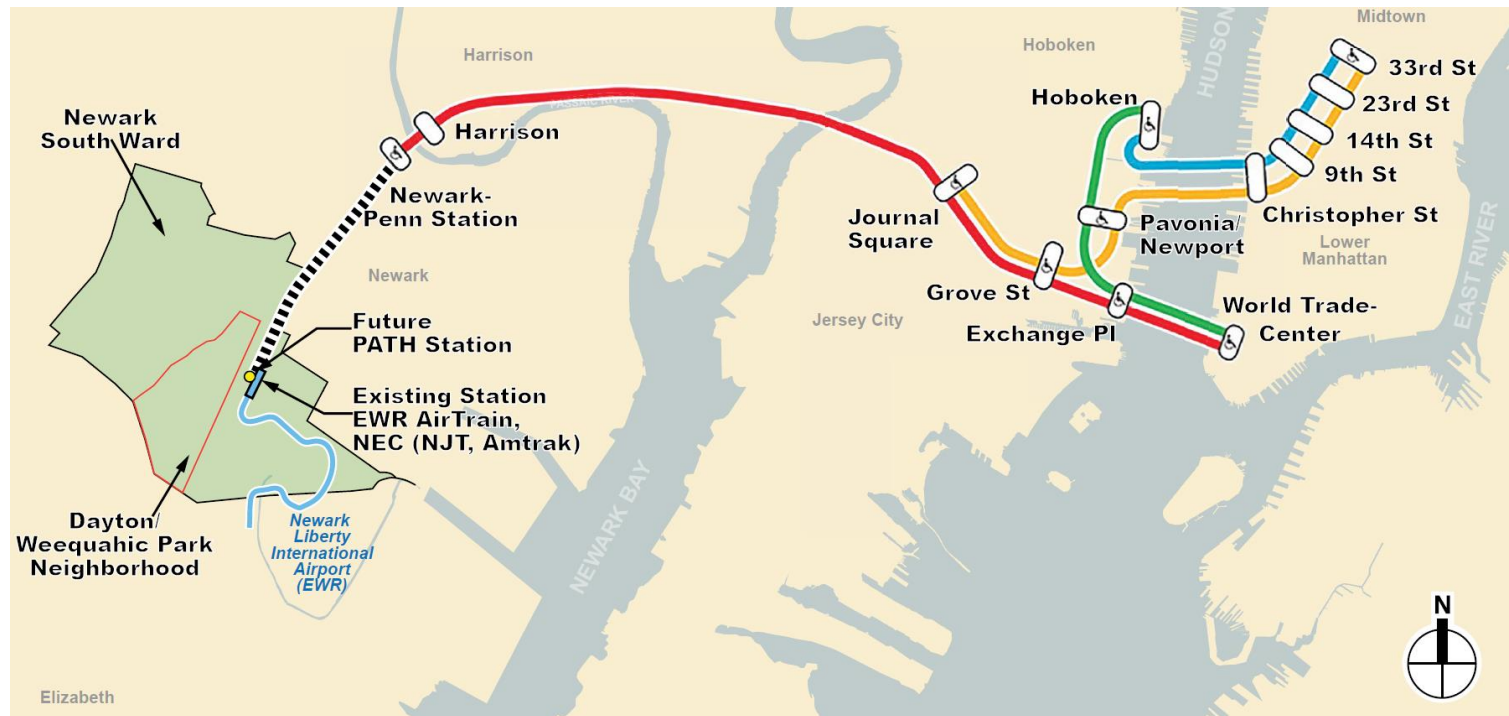 Midtown
Harrison
Hoboken
HUDSON
33rd St
23rd St
14th St
9th St
Christopher St
Hoboken
Newark
South Ward
Harrison
PASSAIC RIVER
Newark-
Penn Station
Journal
Square
Pavonia/
Newport
Lower
Manhattan
EAST RIVER
Newark
Grove St
Exchange Pl
World Trade-
Center
Jersey City
Future
PATH Station
Existing Station
EWR AirTrain,
NEC (NJT, Amtrak)
NEWARK BAY
Dayton/
Weequahic Park
Neighborhood
Newark
Liberty
International
Airport
(EWR)
N
Elizabeth